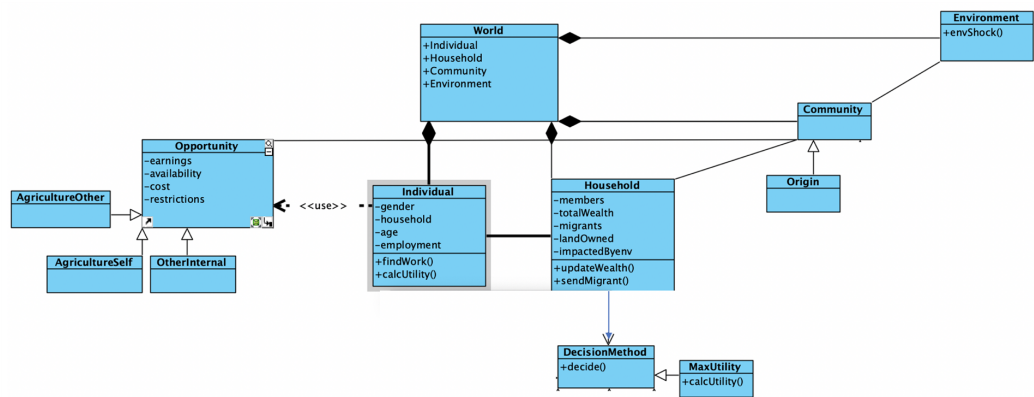 World
+Individual
+Household
+Community
+Environment
Environment
+envShock()
Community
Origin
Opportunity
-earnings
-availability
-cost
-restrictions
AgricultureOther
AgricultureSelf
OtherInternal
<<use>>
Individual
-gender
-household
-age
-employment
+findWork()
+calcUtility()
Household
-members
-totalWealth
-migrants
-landOwned
-impactedByenv
+updateWealth()
+sendMigrant()
DecisionMethod
+decide()
MaxUtility
+calcUtility()